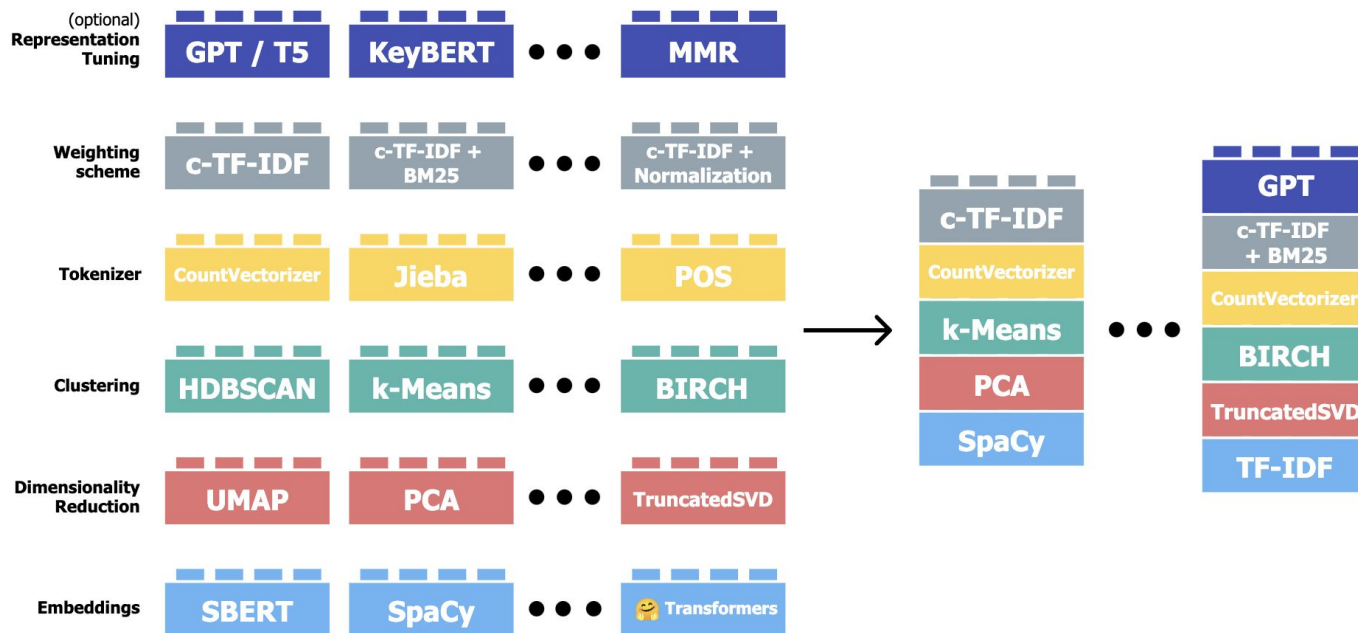 (optional)
Representation
Tuning
GPT / T5
KeyBERT
MMR
Weighting
scheme
c-TF-IDF
c-TF-IDF +
BM25
c-TF-IDF +
Normalization
Tokenizer
CountVectorizer
Jieba
POS
Clustering
HDBSCAN
k-Means
BIRCH
Dimensionality
Reduction
UMAP
PCA
TruncatedSVD
Embeddings
SBERT
SpaCy
🤗 Transformers
c-TF-IDF
CountVectorizer
k-Means
PCA
SpaCy
GPT
c-TF-IDF
+ BM25
CountVectorizer
BIRCH
TruncatedSVD
TF-IDF